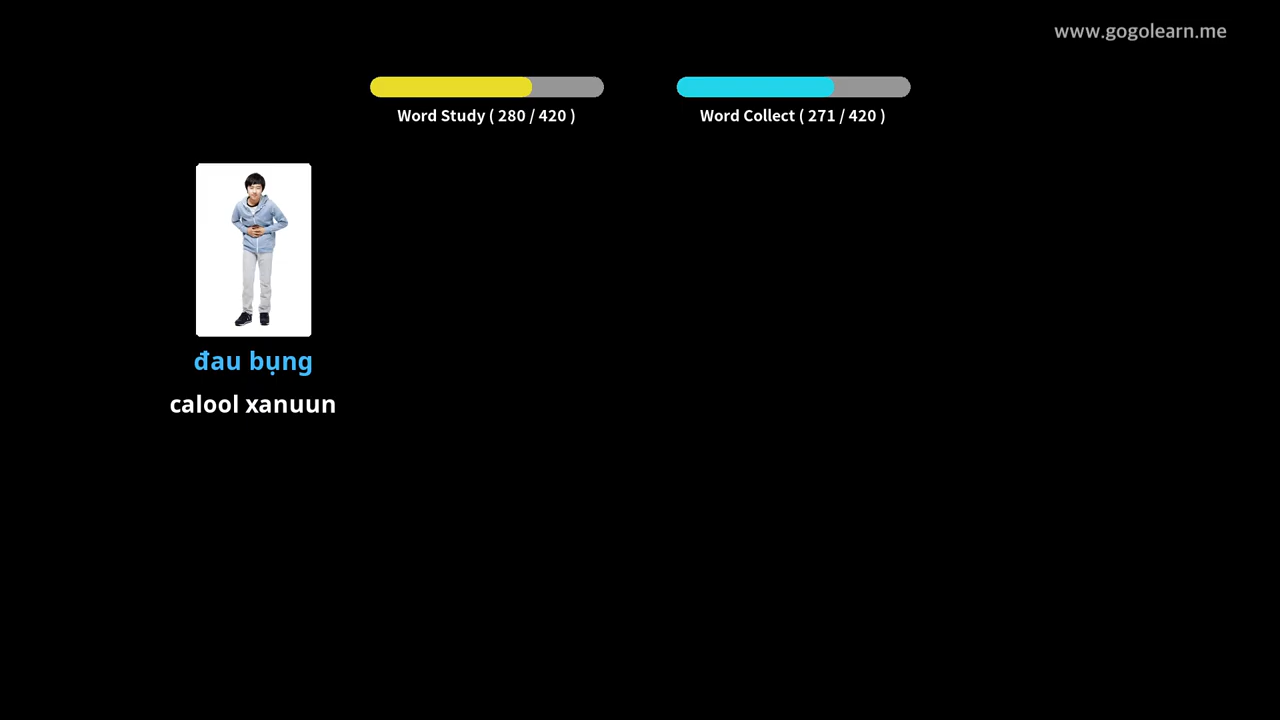 www.gogolearn.me
Word Study ( 280 / 420 )
Word Collect ( 271 / 420 )
đau bụng
calool xanuun